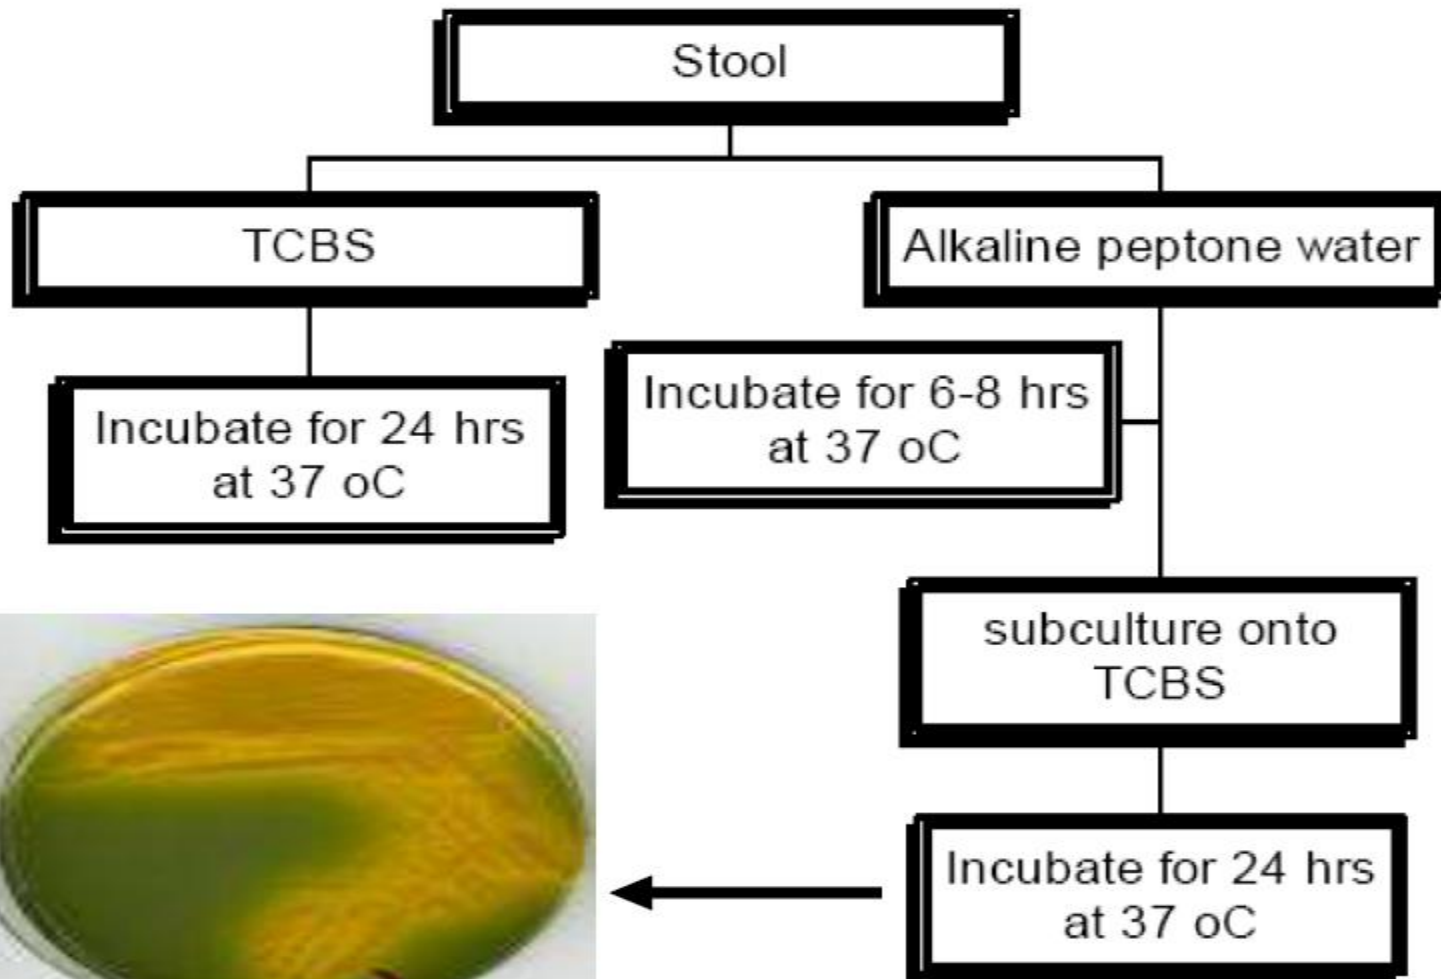 Stool
TCBS
Alkaline peptone water
Incubate for 24 hrs
at 37 oC
Incubate for 6-8 hrs
at 37 oC
subculture onto
TCBS
Incubate for 24 hrs
at 37 oC